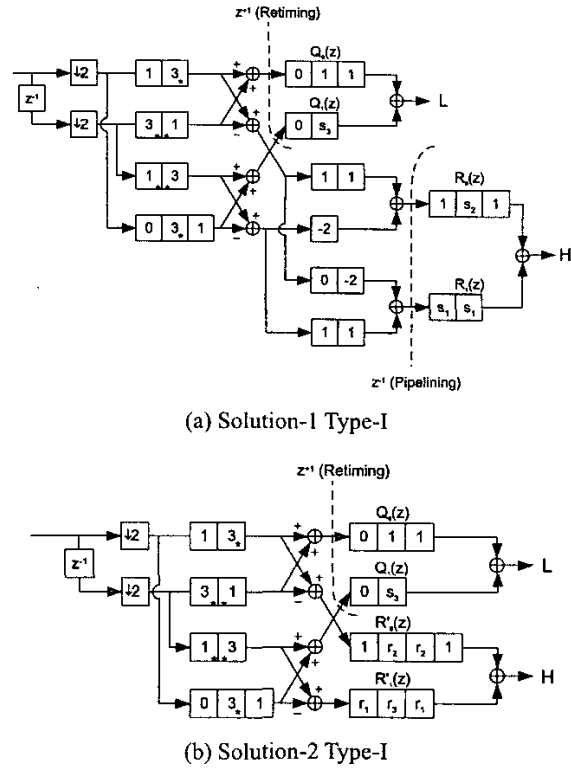 z⁺¹ (Retiming)
Q₀(z)
↓2
1 3*
0 1 1
z⁻¹
Q₁(z)
L
↓2
3** 1
0 s₃
1** 3
1 1
R₀(z)
1 s₂ 1
0 3* 1
-2
H
0 -2
R₁(z)
s₁ s₁
1 1
z⁻¹ (Pipelining)
(a) Solution-1 Type-I
z⁺¹ (Retiming)
Q₀(z)
↓2
1 3*
0 1 1
z⁻¹
Q₁(z)
L
↓2
3** 1
0 s₃
R'₀(z)
1** 3
1 r₂ r₂ 1
R'₁(z)
H
0 3* 1
r₁ r₃ r₁
(b) Solution-2 Type-I